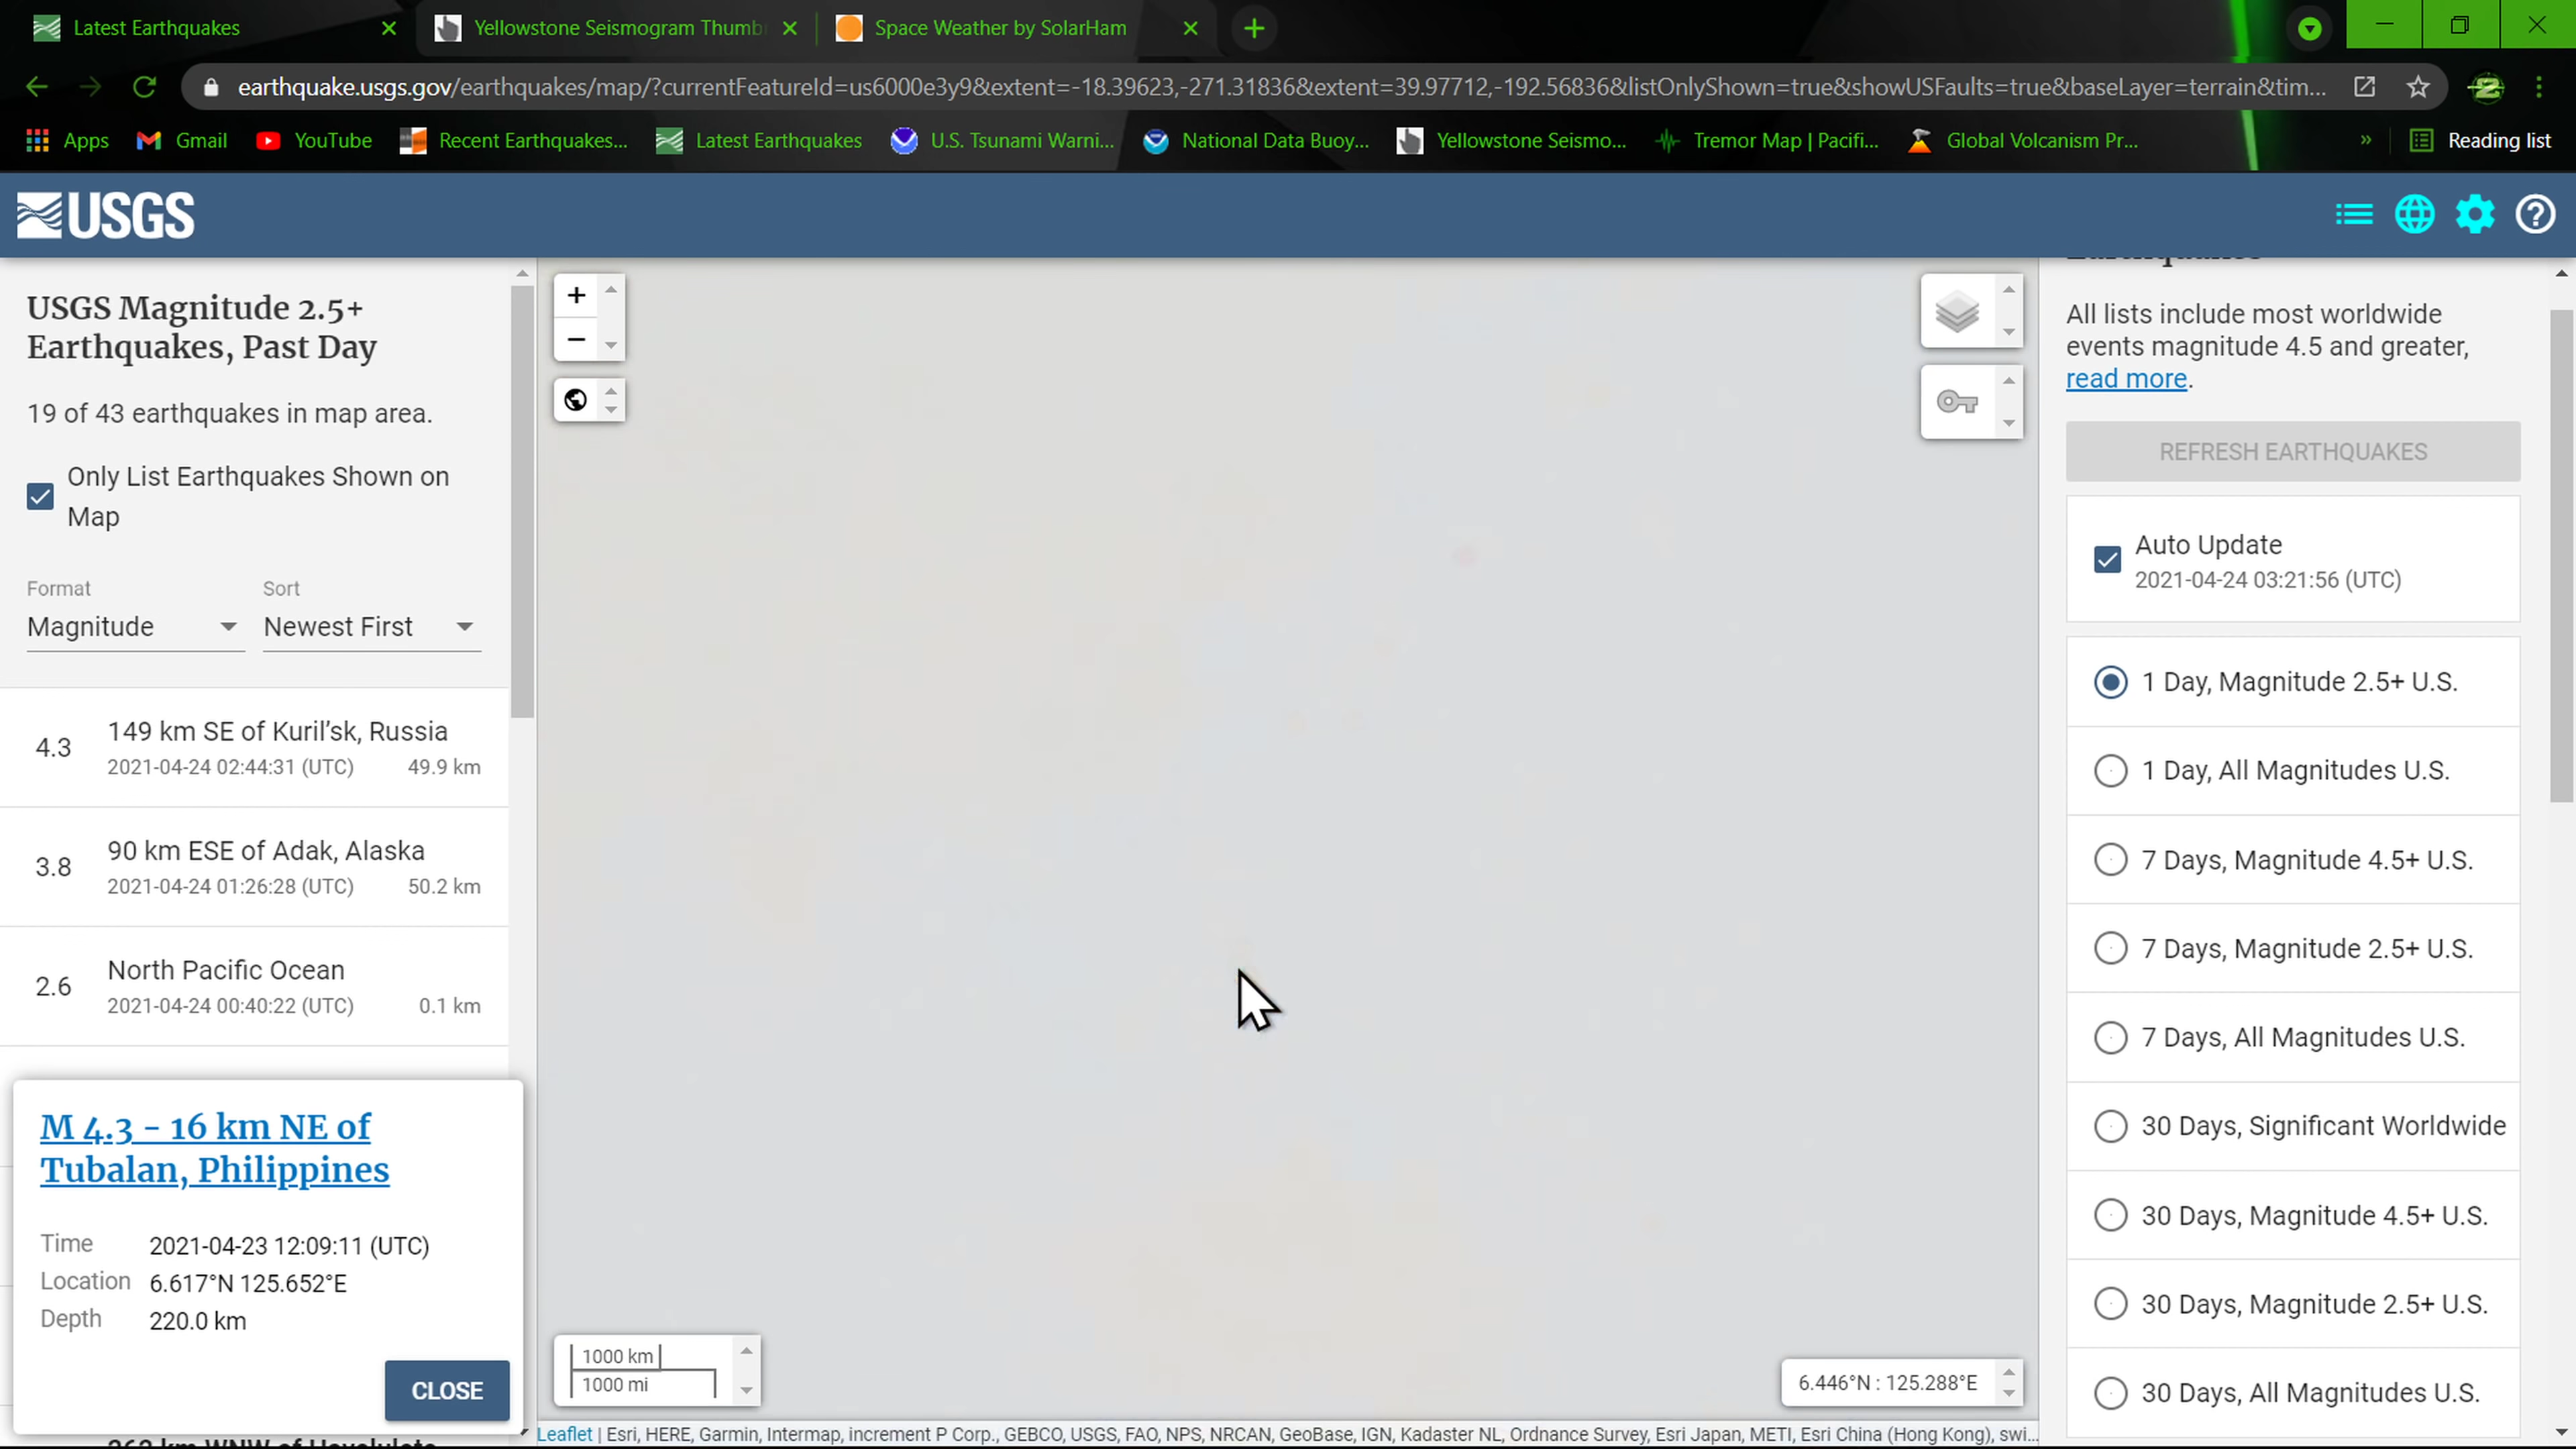 Latest Earthquakes
Yellowstone Seismogram Thumb
Space Weather by SolarHam
earthquake.usgs.gov/earthquakes/map/?currentFeatureId=us6000e3y9&extent=-18.39623,-271.31836&extent=39.97712,-192.56836&listOnlyShown=true&showUSFaults=true&baseLayer=terrain&tim...
Apps
Gmail
YouTube
Recent Earthquakes...
Latest Earthquakes
U.S. Tsunami Warni...
National Data Buoy...
Yellowstone Seismo...
Tremor Map | Pacifi...
Global Volcanism Pr...
»
Reading list
USGS
USGS Magnitude 2.5+
Earthquakes, Past Day
19 of 43 earthquakes in map area.
Only List Earthquakes Shown on
Map
Format
Magnitude
Sort
Newest First
4.3
149 km SE of Kuril’sk, Russia
2021-04-24 02:44:31 (UTC) 49.9 km
3.8
90 km ESE of Adak, Alaska
2021-04-24 01:26:28 (UTC) 50.2 km
2.6
North Pacific Ocean
2021-04-24 00:40:22 (UTC) 0.1 km
M 4.3 - 16 km NE of
Tubalan, Philippines
Time 2021-04-23 12:09:11 (UTC)
Location 6.617°N 125.652°E
Depth 220.0 km
CLOSE
+
−
1000 km
1000 mi
6.446°N : 125.288°E
Leaflet | Esri, HERE, Garmin, Intermap, increment P Corp., GEBCO, USGS, FAO, NPS, NRCAN, GeoBase, IGN, Kadaster NL, Ordnance Survey, Esri Japan, METI, Esri China (Hong Kong), swi...
Earthquakes
All lists include most worldwide
events magnitude 4.5 and greater,
read more.
REFRESH EARTHQUAKES
Auto Update
2021-04-24 03:21:56 (UTC)
1 Day, Magnitude 2.5+ U.S.
1 Day, All Magnitudes U.S.
7 Days, Magnitude 4.5+ U.S.
7 Days, Magnitude 2.5+ U.S.
7 Days, All Magnitudes U.S.
30 Days, Significant Worldwide
30 Days, Magnitude 4.5+ U.S.
30 Days, Magnitude 2.5+ U.S.
30 Days, All Magnitudes U.S.